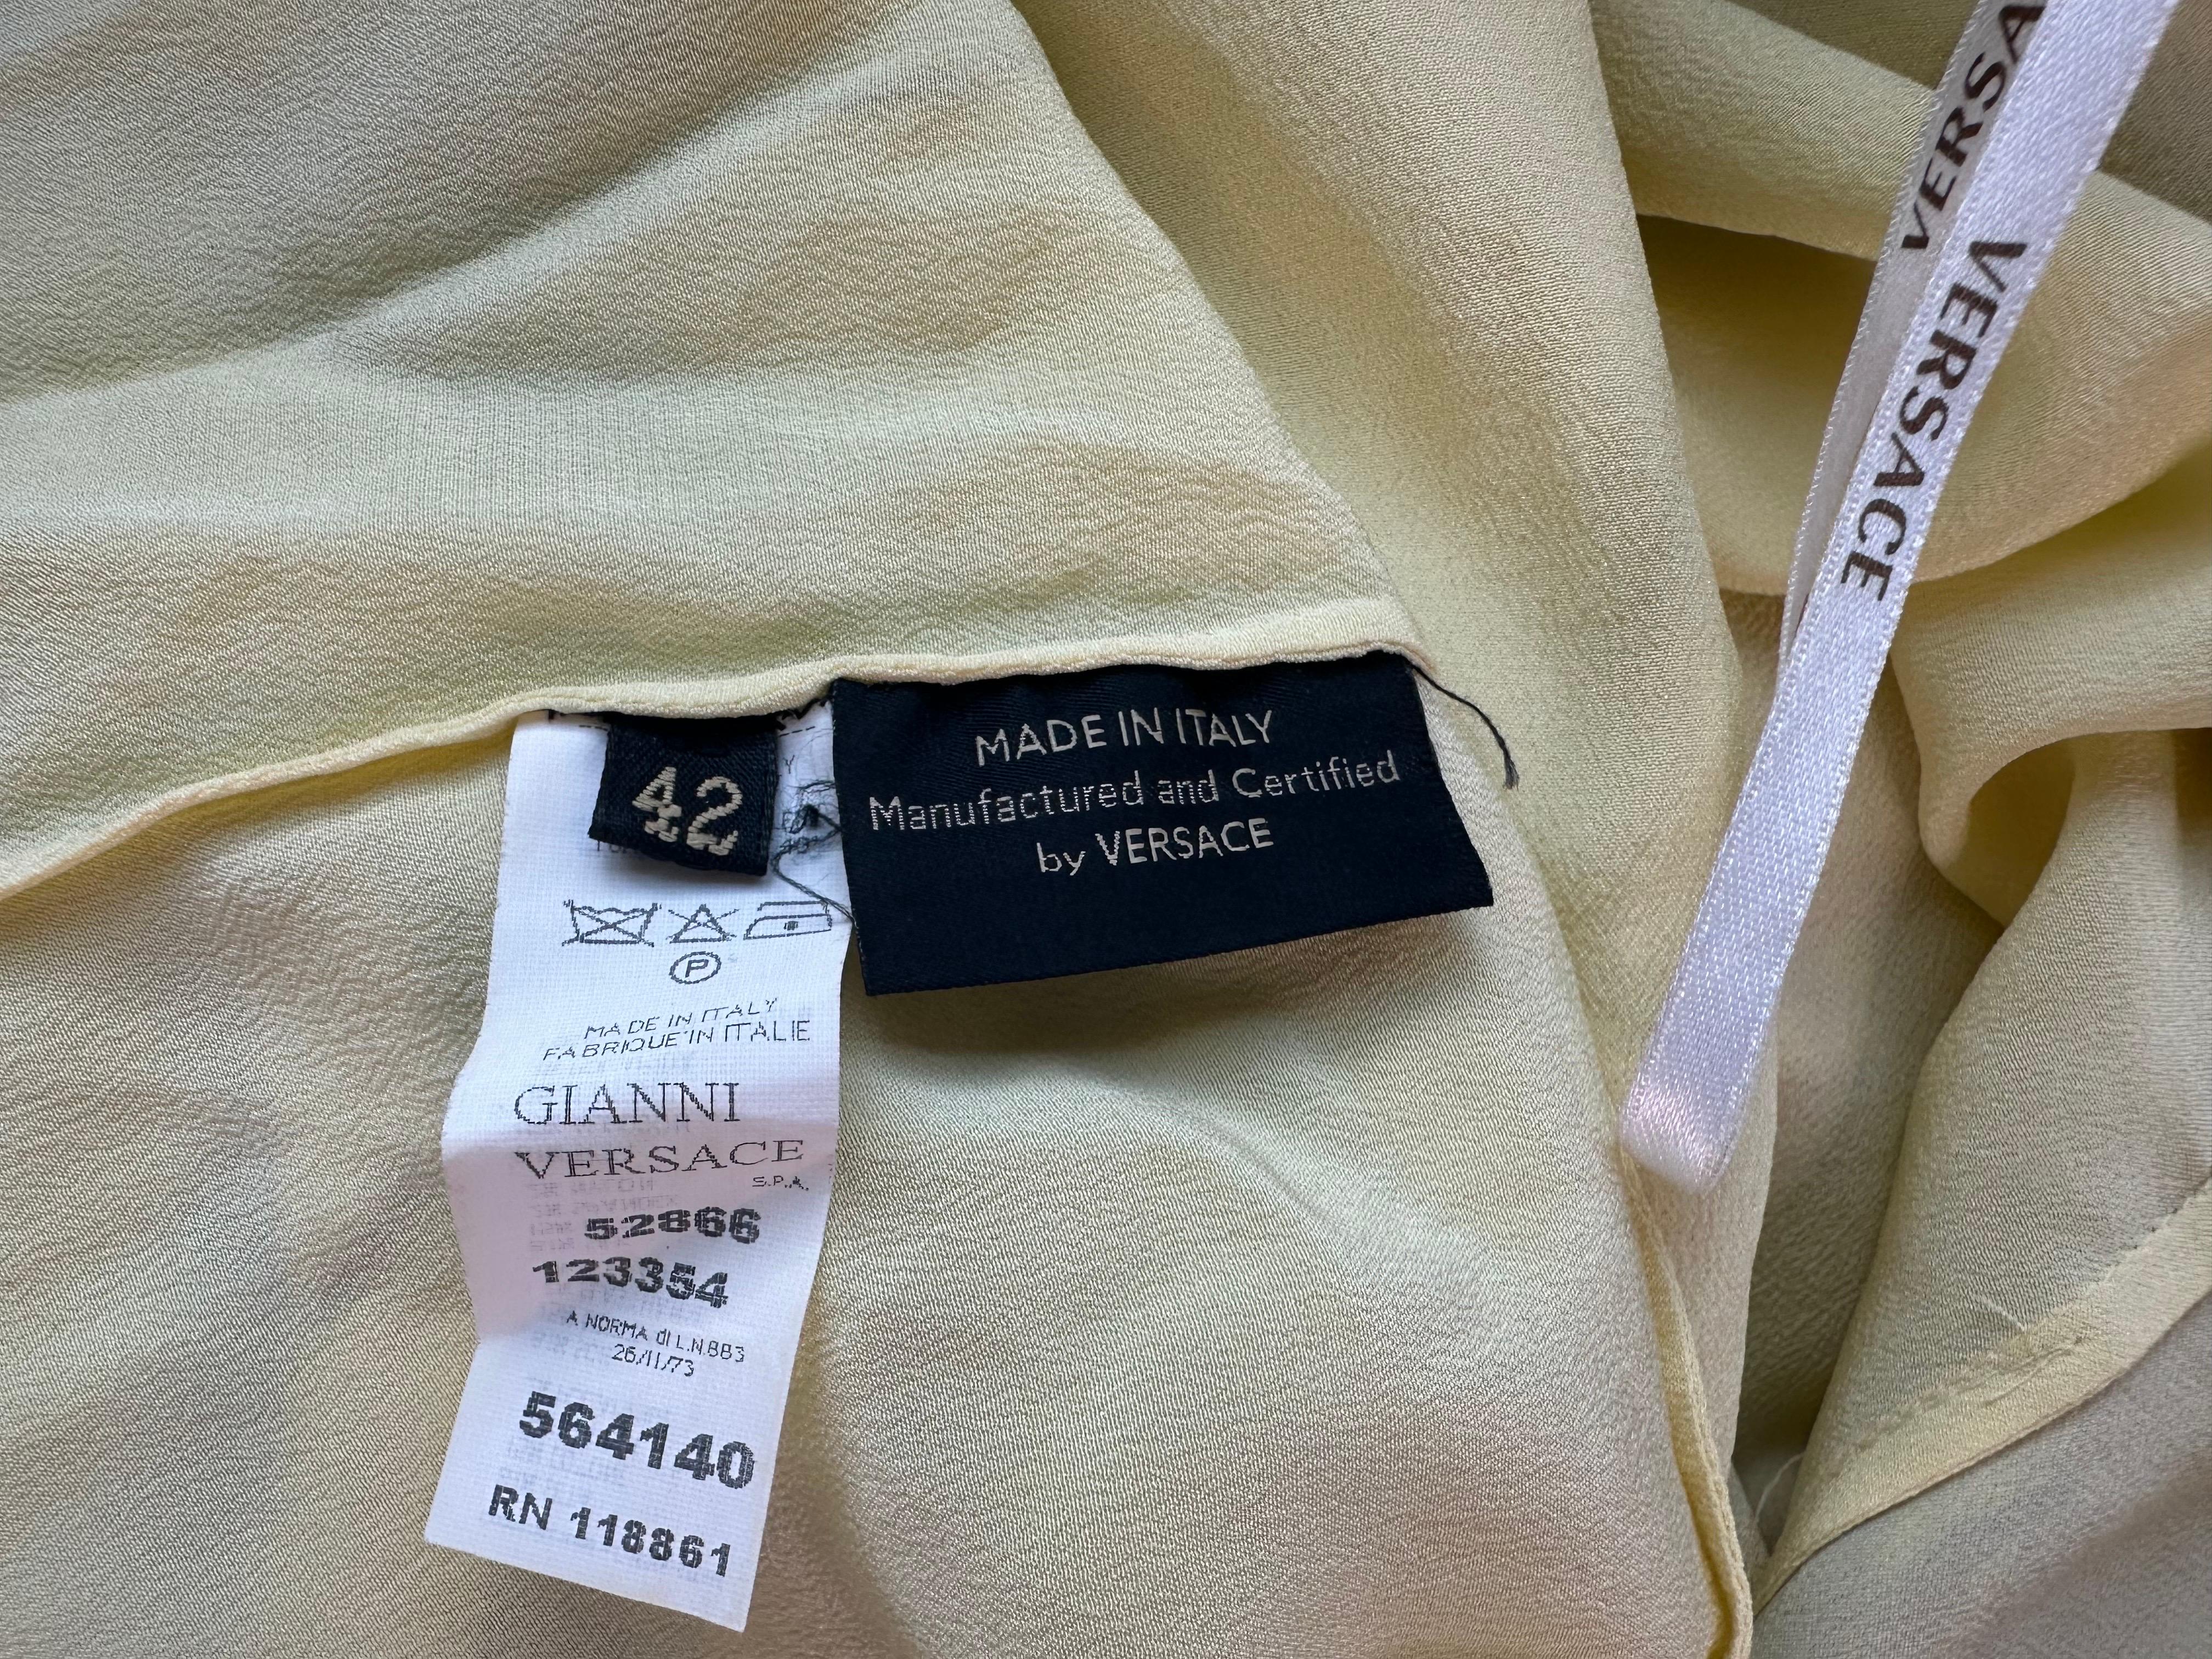 42
MADE IN ITALY
Manufactured and Certified
by VERSACE
P
MADE IN ITALY
FABRIQUE'IN ITALIE
GIANNI
VERSACE
S.P.A.
52866
123354
A NORMA di L.N.883
26/11/73
564140
RN 118861
VERSA
VERSACE